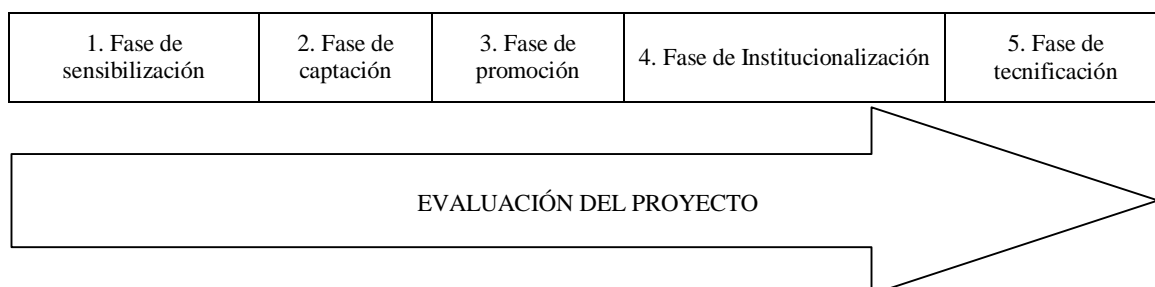 1. Fase de
sensibilización
2. Fase de
captación
3. Fase de
promoción
4. Fase de Institucionalización
5. Fase de
tecnificación
EVALUACIÓN DEL PROYECTO